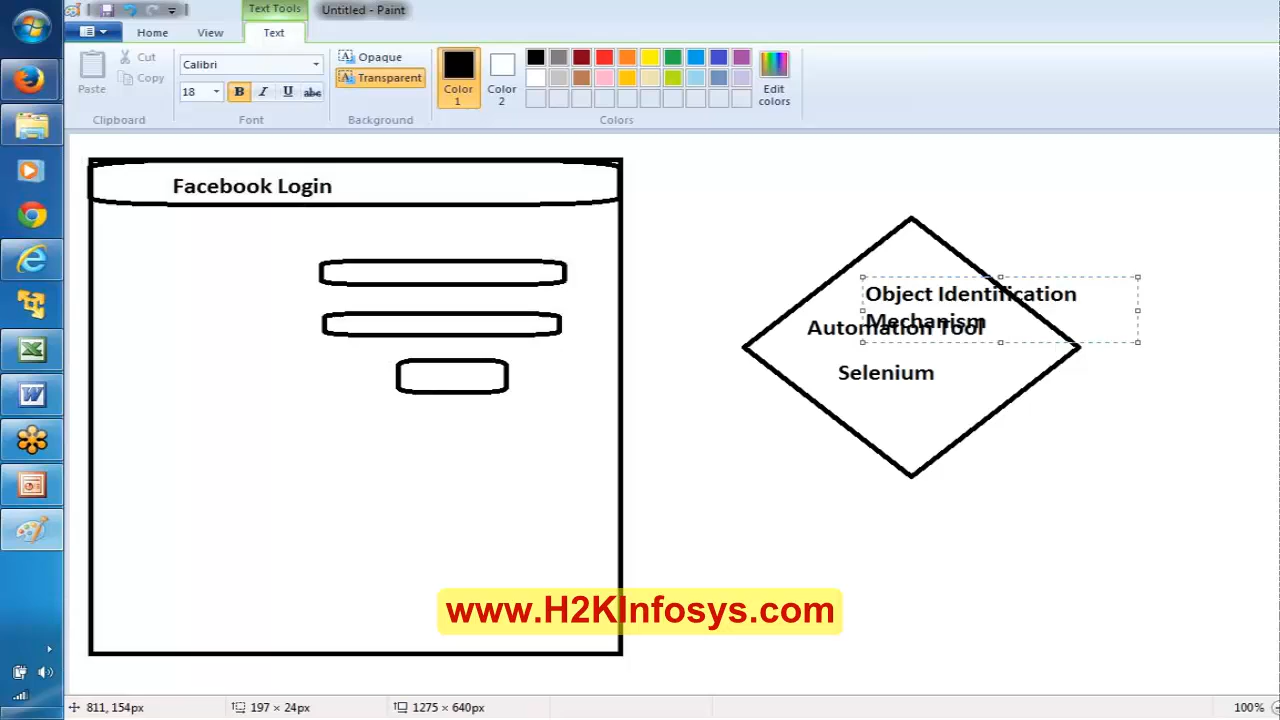 Text Tools
Untitled - Paint
Home
View
Text
Paste
Cut
Copy
Clipboard
Calibri
18
B
I
U
abc
Font
Opaque
Transparent
Background
Color
1
Color
2
Edit
colors
Colors
Facebook Login
Object Identification
Mechanism
Automation Tool
Selenium
www.H2KInfosys.com
811, 154px
197 × 24px
1275 × 640px
100%